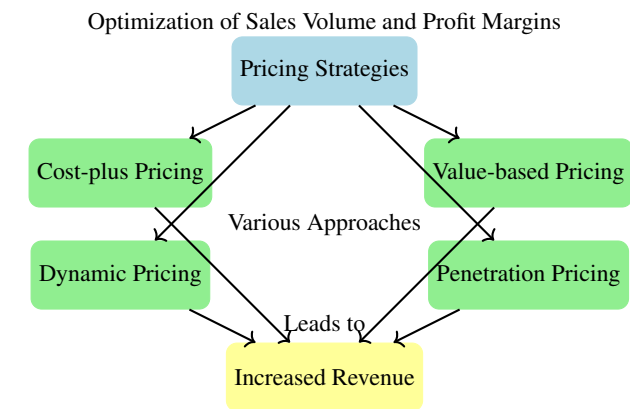 Optimization of Sales Volume and Profit Margins
Pricing Strategies
Cost-plus Pricing
Value-based Pricing
Various Approaches
Dynamic Pricing
Penetration Pricing
Leads to
Increased Revenue